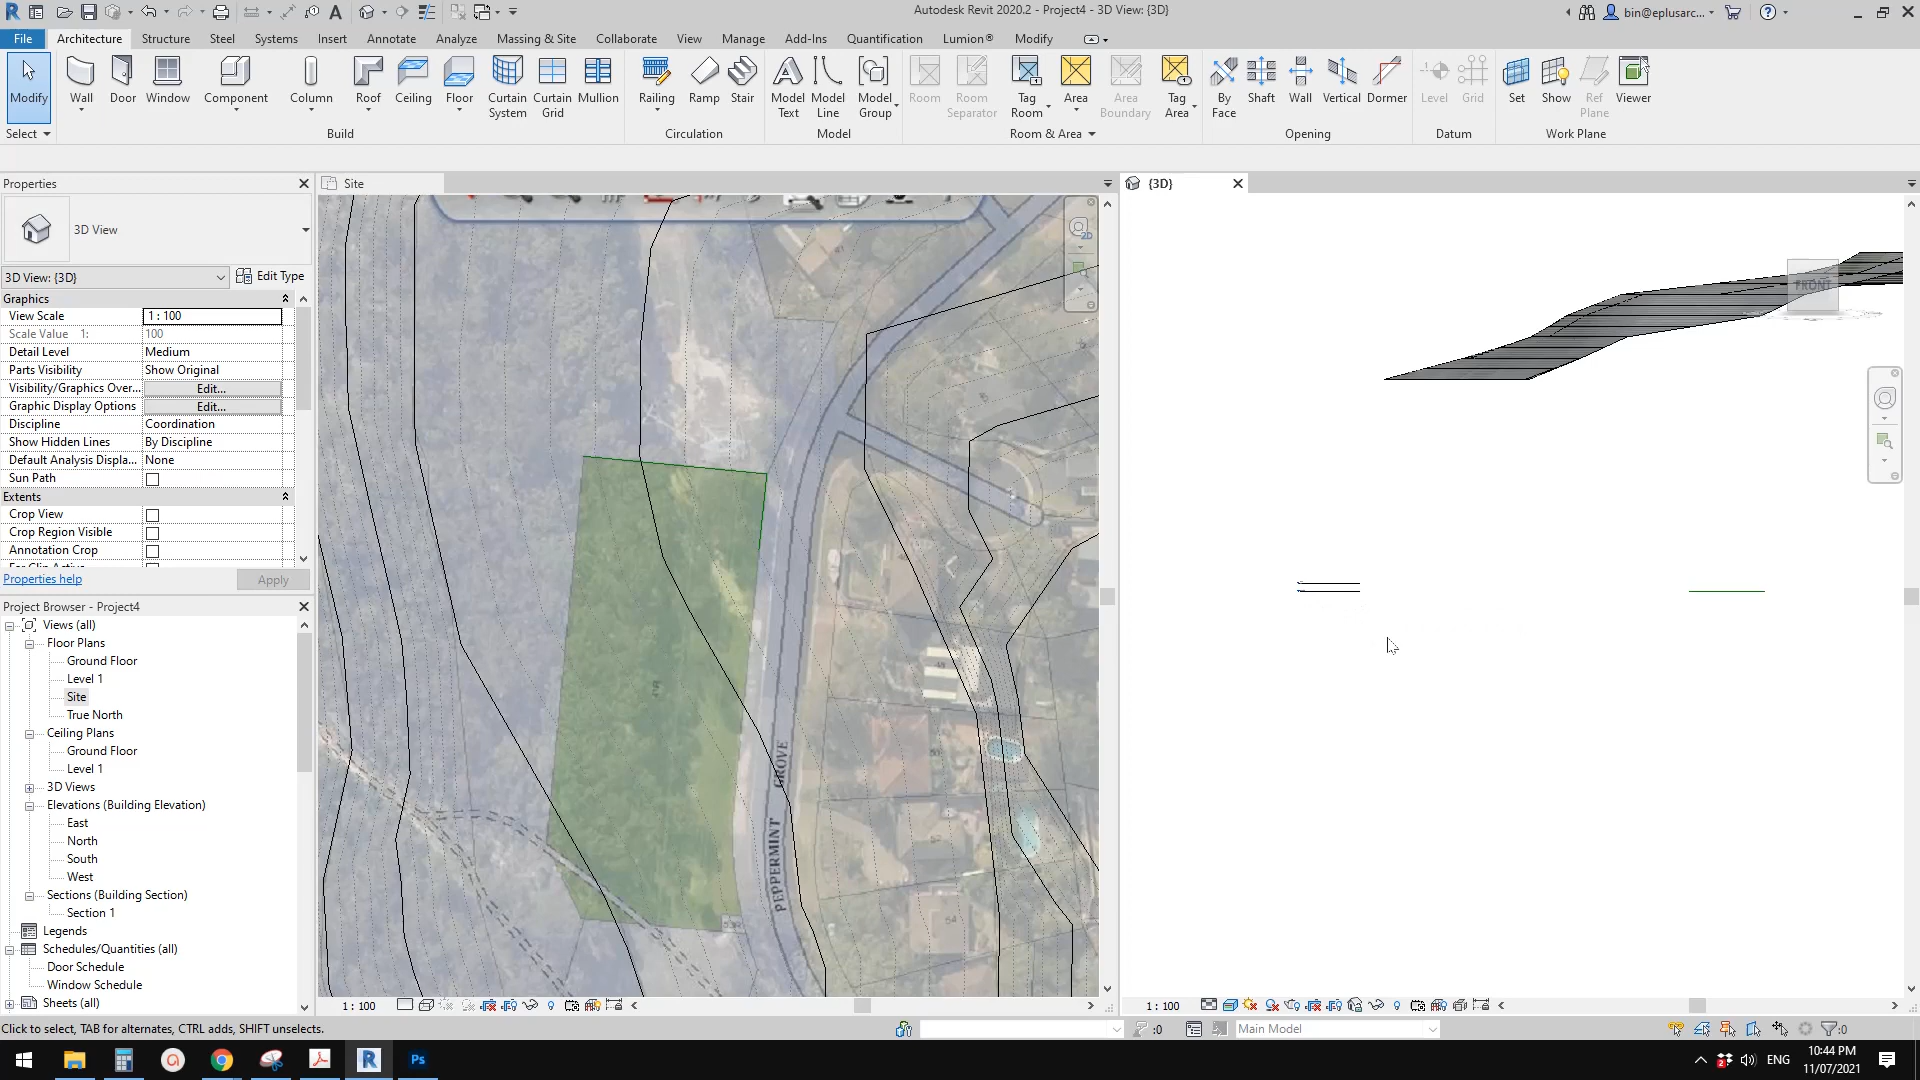 Autodesk Revit 2020.2 - Project4 - 3D View: {3D}
bin@eplusarc...
File Architecture Structure Steel Systems Insert Annotate Analyze Massing & Site Collaborate View Manage Add-Ins Quantification Lumion® Modify
Modify Wall Door Window Component Column Roof Ceiling Floor Curtain System Curtain Grid Mullion Railing Ramp Stair Model Text Model Line Model Group Room Room Separator Tag Room Area Area Boundary Tag Area By Face Shaft Wall Vertical Dormer Level Grid Set Show Ref Plane Viewer
Select Build Circulation Model Room & Area Opening Datum Work Plane
Properties
Site
{3D}
3D View
3D View: {3D}
Edit Type
Graphics
View Scale 1 : 100
Scale Value 1: 100
Detail Level Medium
Parts Visibility Show Original
Visibility/Graphics Over... Edit...
Graphic Display Options Edit...
Discipline Coordination
Show Hidden Lines By Discipline
Default Analysis Displa... None
Sun Path
Extents
Crop View
Crop Region Visible
Annotation Crop
Properties help
Apply
Project Browser - Project4
Views (all)
Floor Plans
Ground Floor
Level 1
Site
True North
Ceiling Plans
Ground Floor
Level 1
3D Views
Elevations (Building Elevation)
East
North
South
West
Sections (Building Section)
Section 1
Legends
Schedules/Quantities (all)
Door Schedule
Window Schedule
Sheets (all)
2D
PEPPERMINT GROVE
FRONT
1 : 100
1 : 100
Click to select, TAB for alternates, CTRL adds, SHIFT unselects.
:0
Main Model
:0
Ps
ENG
10:44 PM
11/07/2021